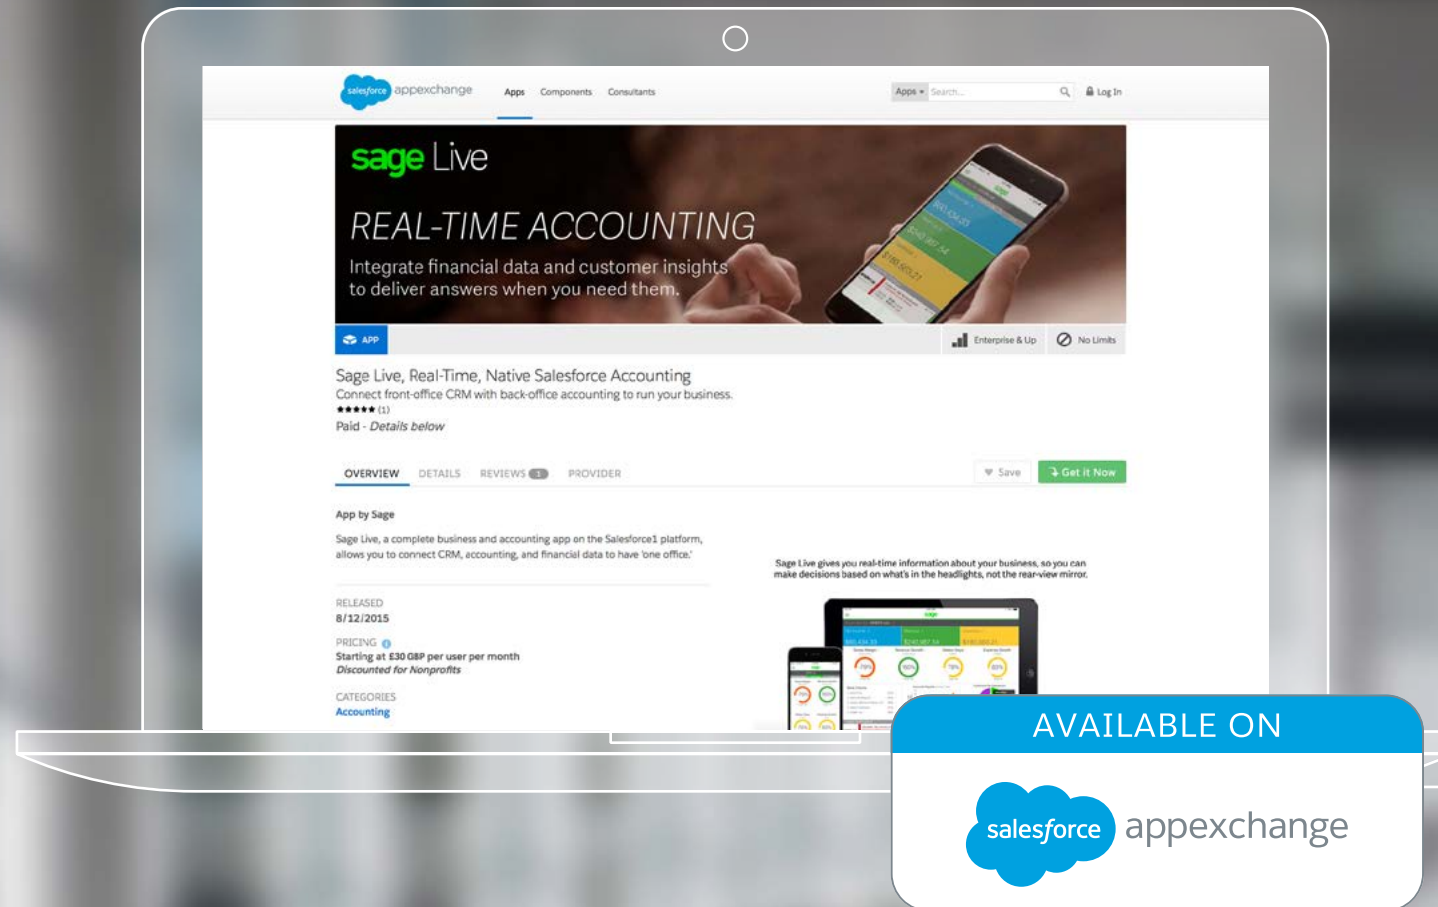 salesforce appexchange Apps Components Consultants Apps Search... Log In
sage Live
REAL-TIME ACCOUNTING
Integrate financial data and customer insights
to deliver answers when you need them.
APP Enterprise & Up No Limits
Sage Live, Real-Time, Native Salesforce Accounting
Connect front-office CRM with back-office accounting to run your business.
★★★★★ (1)
Paid - Details below
OVERVIEW DETAILS REVIEWS 1 PROVIDER Save Get it Now
App by Sage
Sage Live, a complete business and accounting app on the Salesforce1 platform,
allows you to connect CRM, accounting, and financial data to have 'one office.'
Sage Live gives you real-time information about your business, so you can
make decisions based on what's in the headlights, not the rear-view mirror.
RELEASED
8/12/2015
PRICING
Starting at £30 GBP per user per month
Discounted for Nonprofits
CATEGORIES
Accounting
sage
AVAILABLE ON
salesforce appexchange